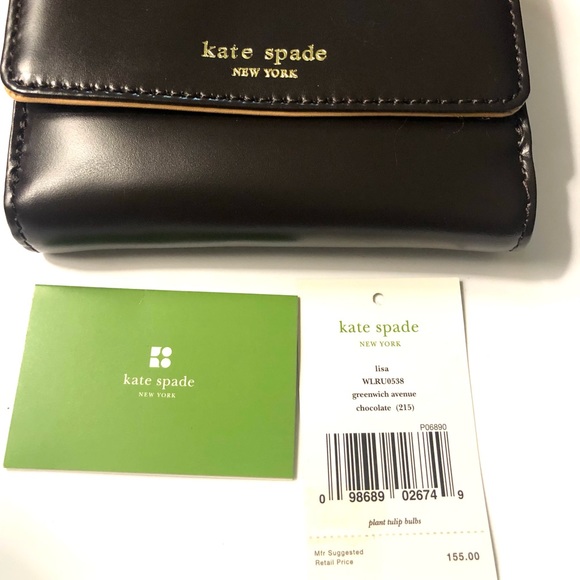 kate spade
NEW YORK
kate spade
NEW YORK
kate spade
NEW YORK
lisa
WLRU0538
greenwich avenue
chocolate (215)
P06890
0 98689 02674 9
plant tulip bulbs
Mfr Suggested
Retail Price 155.00